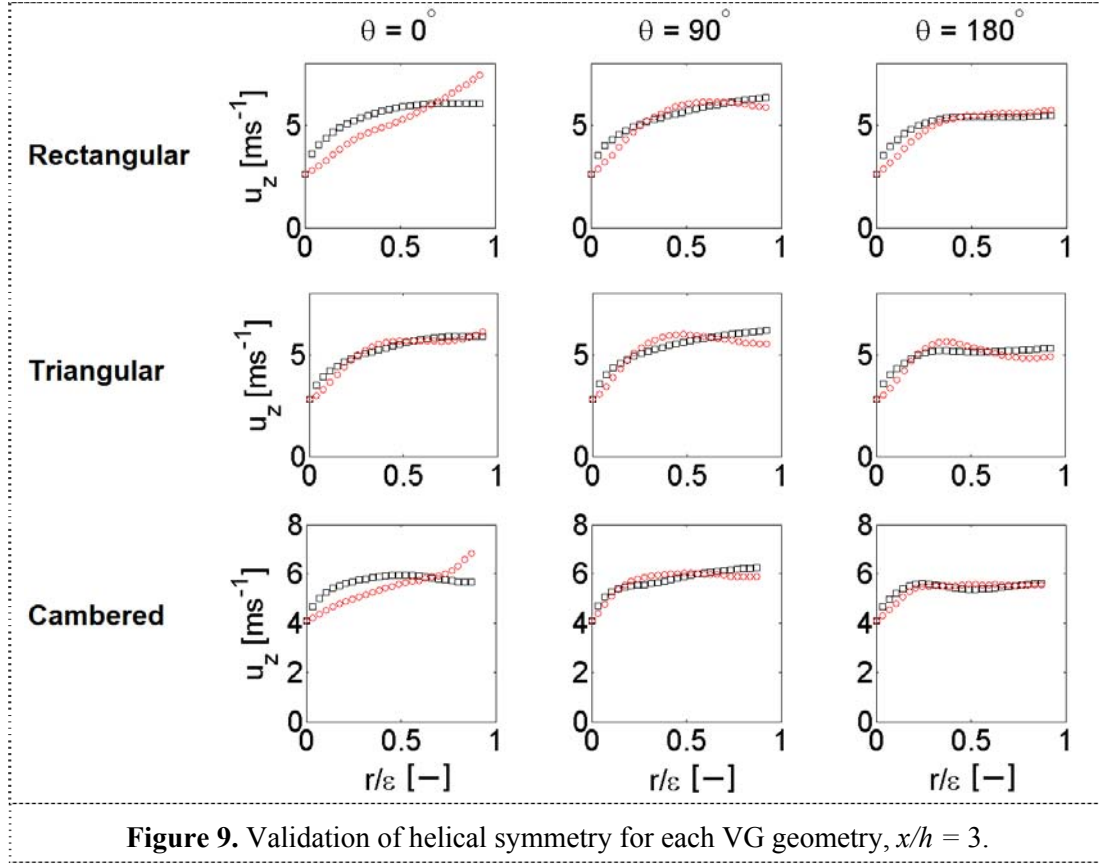 θ = 0° θ = 90° θ = 180°
Rectangular
u_z [ms⁻¹]
5
0
0 0.5 1
5
0
0 0.5 1
5
0
0 0.5 1
Triangular
u_z [ms⁻¹]
5
0
0 0.5 1
5
0
0 0.5 1
5
0
0 0.5 1
Cambered
u_z [ms⁻¹]
8
6
4
2
0
0 0.5 1
r/ε [−]
8
6
4
2
0
0 0.5 1
r/ε [−]
8
6
4
2
0
0 0.5 1
r/ε [−]
Figure 9. Validation of helical symmetry for each VG geometry, x/h = 3.